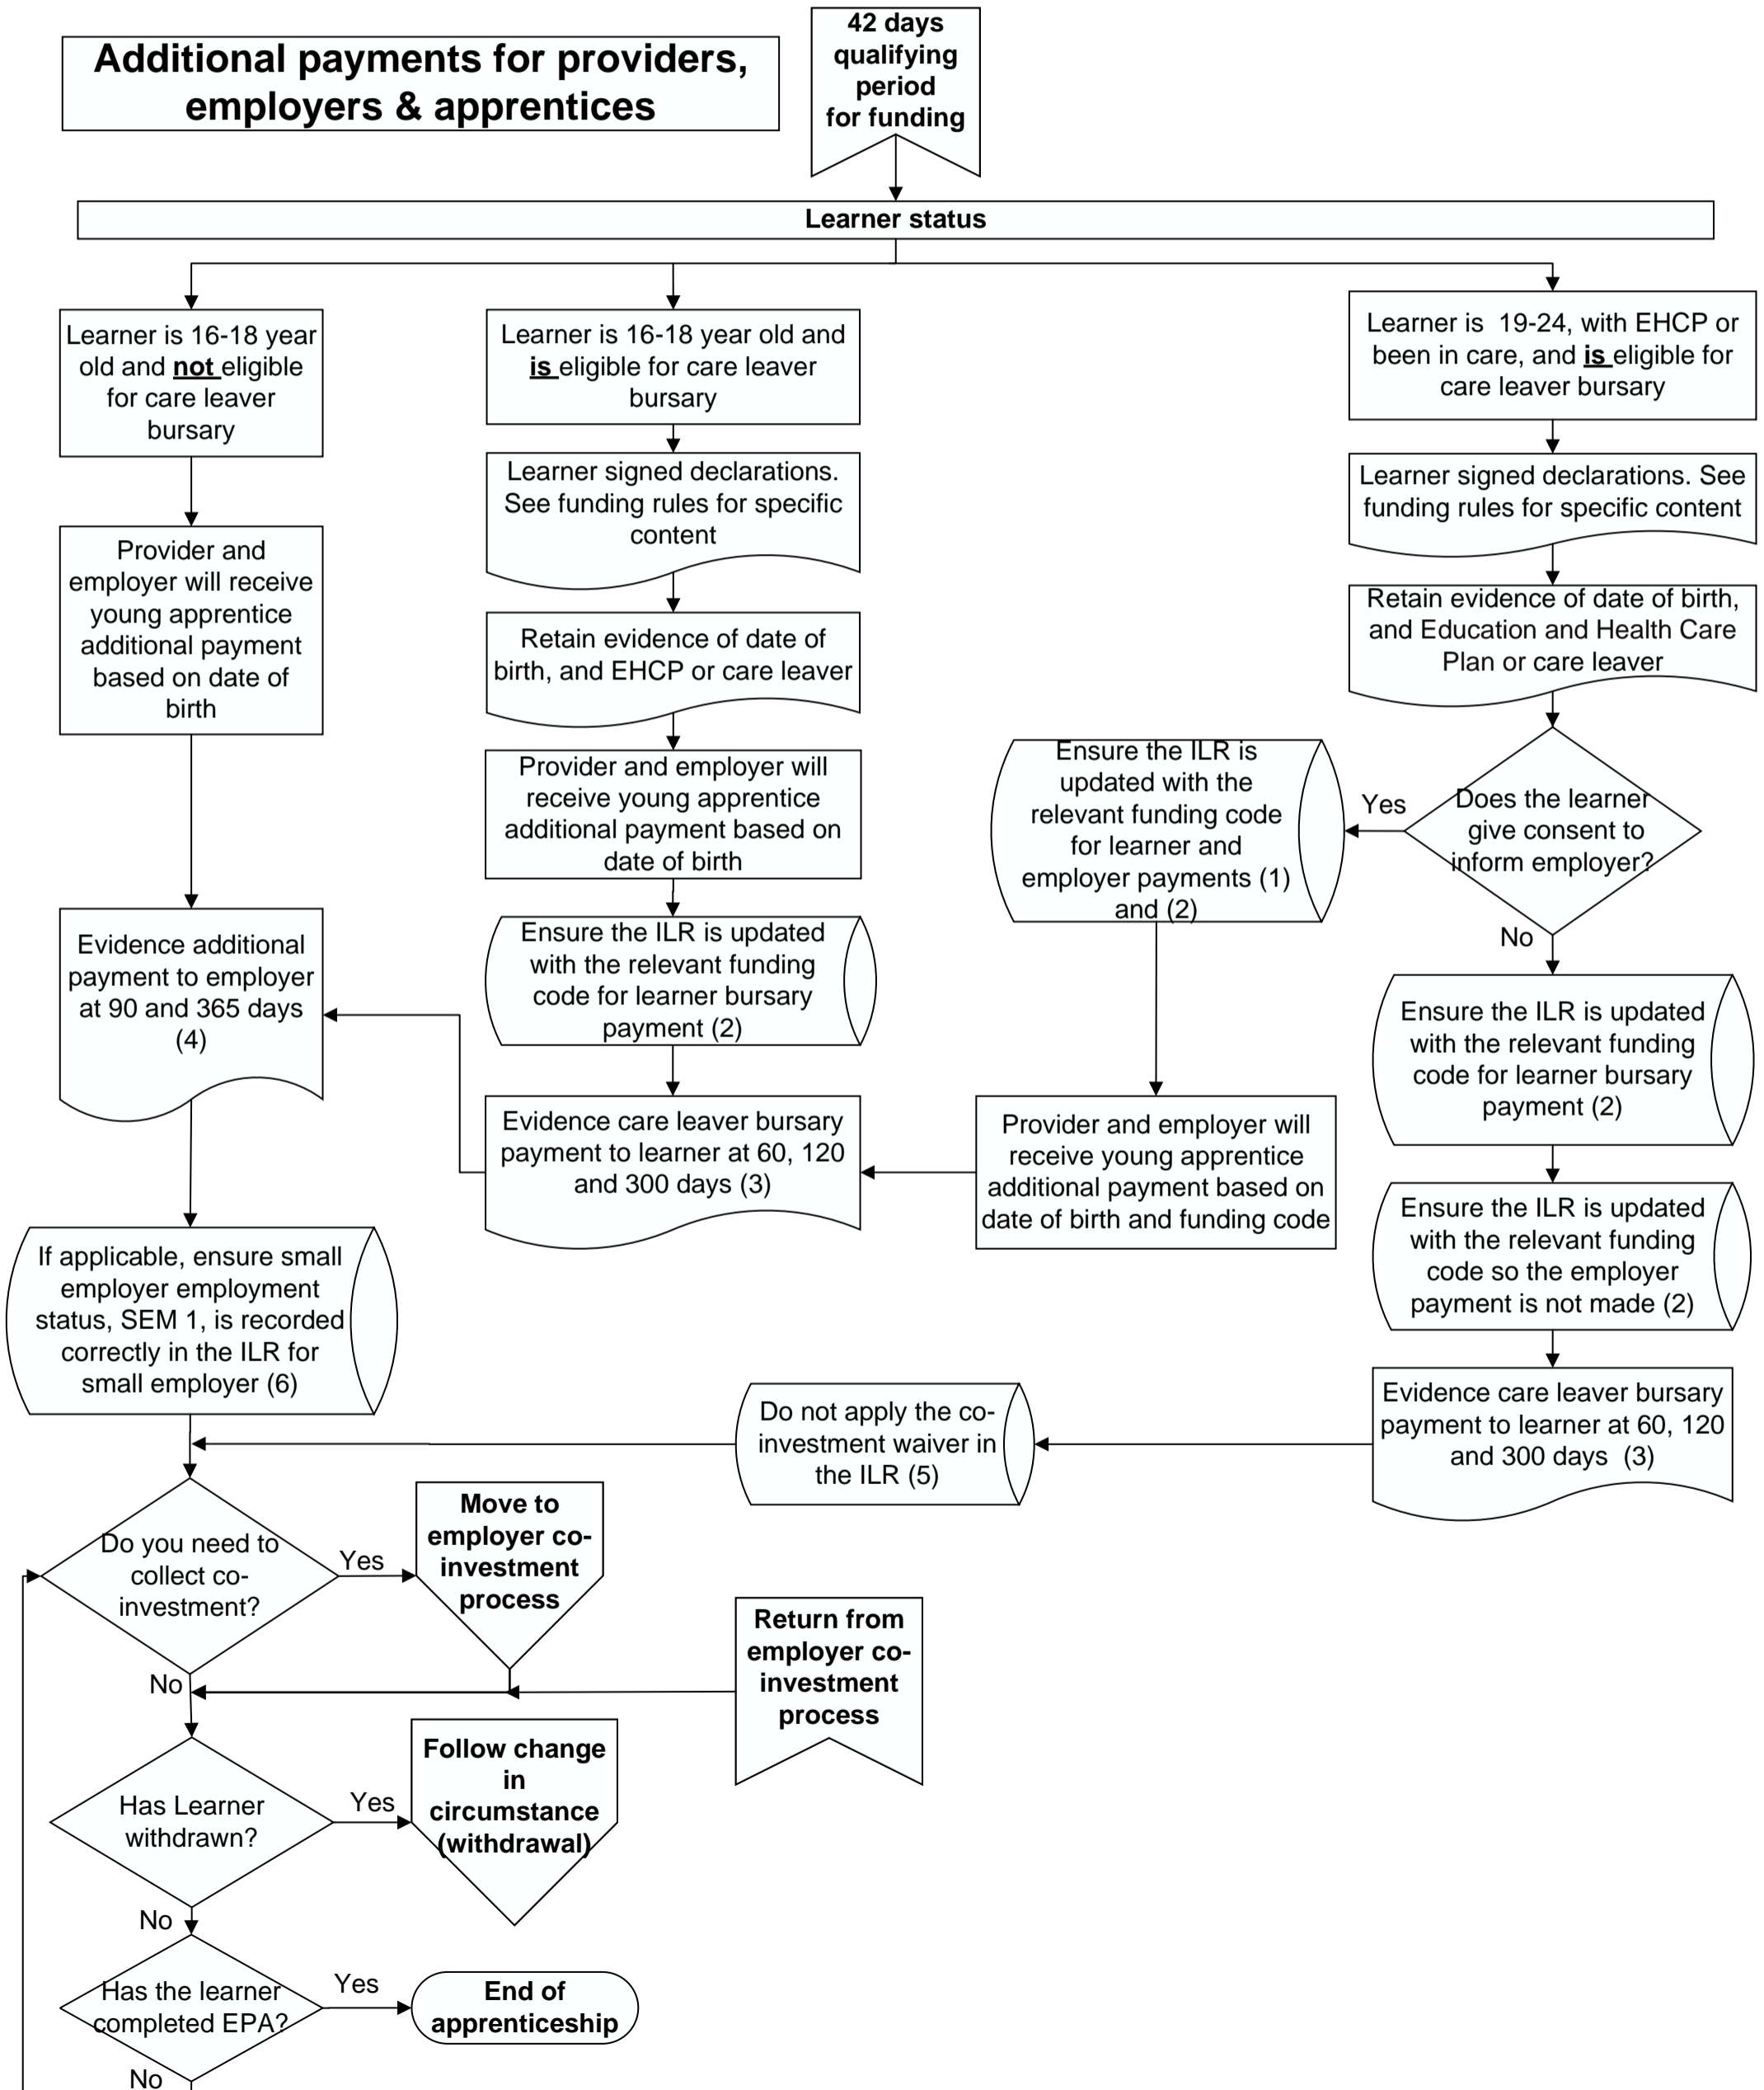 Additional payments for providers,
employers & apprentices
42 days
qualifying
period
for funding
Learner status
Learner is 16-18 year
old and not eligible
for care leaver
bursary
Provider and
employer will receive
young apprentice
additional payment
based on date of
birth
Evidence additional
payment to employer
at 90 and 365 days
(4)
If applicable, ensure small
employer employment
status, SEM 1, is recorded
correctly in the ILR for
small employer (6)
Learner is 16-18 year old and
is eligible for care leaver
bursary
Learner signed declarations.
See funding rules for specific
content
Retain evidence of date of
birth, and EHCP or care leaver
Provider and employer will
receive young apprentice
additional payment based on
date of birth
Ensure the ILR is updated
with the relevant funding
code for learner bursary
payment (2)
Evidence care leaver bursary
payment to learner at 60, 120
and 300 days (3)
Learner is 19-24, with EHCP or
been in care, and is eligible for
care leaver bursary
Learner signed declarations. See
funding rules for specific content
Retain evidence of date of birth,
and Education and Health Care
Plan or care leaver
Does the learner
give consent to
inform employer?
Yes
Ensure the ILR is
updated with the
relevant funding code
for learner and
employer payments (1)
and (2)
Provider and employer will
receive young apprentice
additional payment based on
date of birth and funding code
No
Ensure the ILR is updated
with the relevant funding
code for learner bursary
payment (2)
Ensure the ILR is updated
with the relevant funding
code so the employer
payment is not made (2)
Evidence care leaver bursary
payment to learner at 60, 120
and 300 days (3)
Do not apply the co-
investment waiver in
the ILR (5)
Do you need to
collect co-
investment?
Yes
Move to
employer co-
investment
process
Return from
employer co-
investment
process
No
Has Learner
withdrawn?
Yes
Follow change
in
circumstance
(withdrawal)
No
Has the learner
completed EPA?
Yes
End of
apprenticeship
No